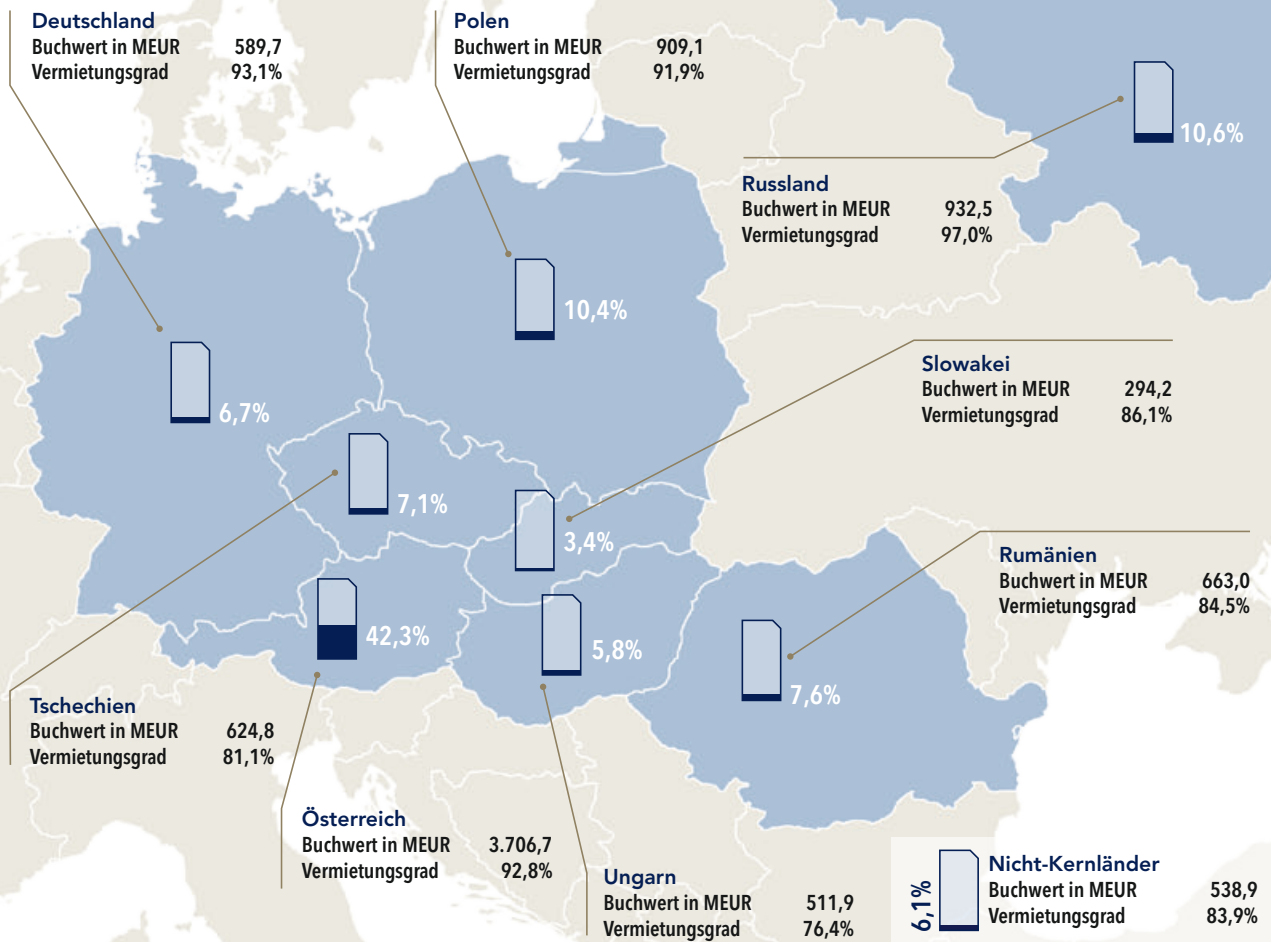 Deutschland
Buchwert in MEUR 589,7
Vermietungsgrad 93,1%
Polen
Buchwert in MEUR 909,1
Vermietungsgrad 91,9%
10,6%
Russland
Buchwert in MEUR 932,5
Vermietungsgrad 97,0%
10,4%
6,7%
Slowakei
Buchwert in MEUR 294,2
Vermietungsgrad 86,1%
7,1%
3,4%
Rumänien
Buchwert in MEUR 663,0
Vermietungsgrad 84,5%
42,3%
5,8%
7,6%
Tschechien
Buchwert in MEUR 624,8
Vermietungsgrad 81,1%
Österreich
Buchwert in MEUR 3.706,7
Vermietungsgrad 92,8%
Ungarn
Buchwert in MEUR 511,9
Vermietungsgrad 76,4%
6,1%
Nicht-Kernländer
Buchwert in MEUR 538,9
Vermietungsgrad 83,9%